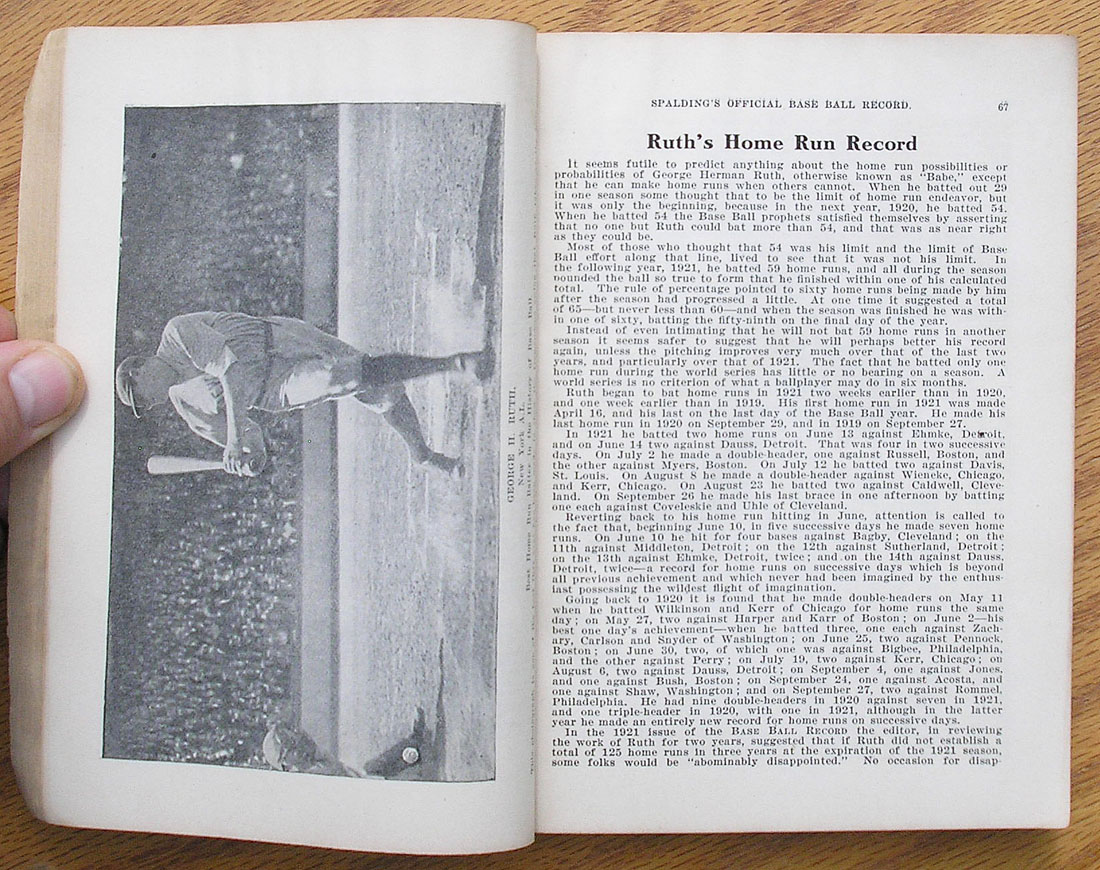 GEORGE H. RUTH,
New York A.L.
Best Home Run Batter in the History of Base Ball.
SPALDING'S OFFICIAL BASE BALL RECORD. 67
Ruth's Home Run Record
It seems futile to predict anything about the home run possibilities or
probabilities of George Herman Ruth, otherwise known as "Babe," except
that he can make home runs when others cannot. When he batted out 29
in one season some thought that to be the limit of home run endeavor, but
it was only the beginning, because in the next year, 1920, he batted 54.
When he batted 54 the Base Ball prophets satisfied themselves by asserting
that no one but Ruth could bat more than 54, and that was as near right
as they could be.
Most of those who thought that 54 was his limit and the limit of Base
Ball effort along that line, lived to see that it was not his limit. In
the following year, 1921, he batted 59 home runs, and all during the season
pounded the ball so true to form that he finished within one of his calculated
total. The rule of percentage pointed to sixty home runs being made by him
after the season had progressed a little. At one time it suggested a total
of 65—but never less than 60—and when the season was finished he was with-
in one of sixty, batting the fifty-ninth on the final day of the year.
Instead of even intimating that he will not bat 59 home runs in another
season it seems safer to suggest that he will perhaps better his record
again, unless the pitching improves very much over that of the last two
years, and particularly over that of 1921. The fact that he batted only one
home run during the world series has little or no bearing on a season. A
world series is no criterion of what a ballplayer may do in six months.
Ruth began to bat home runs in 1921 two weeks earlier than in 1920,
and one week earlier than in 1919. His first home run in 1921 was made
April 16, and his last on the last day of the Base Ball year. He made his
last home run in 1920 on September 29, and in 1919 on September 27.
In 1921 he batted two home runs on June 13 against Ehmke, Detroit,
and on June 14 two against Dauss, Detroit. That was four in two successive
days. On July 2 he made a double-header, one against Russell, Boston, and
the other against Myers, Boston. On July 12 he batted two against Davis,
St. Louis. On August 8 he made a double-header against Wieneke, Chicago,
and Kerr, Chicago. On August 23 he batted two against Caldwell, Cleve-
land. On September 26 he made his last brace in one afternoon by batting
one each against Coveleskie and Uhle of Cleveland.
Reverting back to his home run hitting in June, attention is called to
the fact that, beginning June 10, in five successive days he made seven home
runs. On June 10 he hit for four bases against Bagby, Cleveland; on the
11th against Middleton, Detroit; on the 12th against Sutherland, Detroit;
on the 13th against Ehmke, Detroit, twice; and on the 14th against Dauss,
Detroit, twice—a record for home runs on successive days which is beyond
all previous achievement and which never had been imagined by the enthus-
iast possessing the wildest flight of imagination.
Going back to 1920 it is found that he made double-headers on May 11
when he batted Wilkinson and Kerr of Chicago for home runs the same
day; on May 27, two against Harper and Karr of Boston; on June 2—his
best one day's achievement—when he batted three, one each against Zach-
ary, Carlson and Snyder of Washington; on June 25, two against Pennock,
Boston; on June 30, two, of which one was against Bigbee, Philadelphia,
and the other against Perry; on July 19, two against Kerr, Chicago; on
August 6, two against Dauss, Detroit; on September 4, one against Jones,
and one against Bush, Boston; on September 24, one against Acosta, and
one against Shaw, Washington; and on September 27, two against Rommel,
Philadelphia. He had nine double-headers in 1920 against seven in 1921,
and one triple-header in 1920, with one in 1921, although in the latter
year he made an entirely new record for home runs on successive days.
In the 1921 issue of the BASE BALL RECORD the editor, in reviewing
the work of Ruth for two years, suggested that if Ruth did not establish a
total of 125 home runs in three years at the expiration of the 1921 season,
some folks would be "abominably disappointed." No occasion for disap-